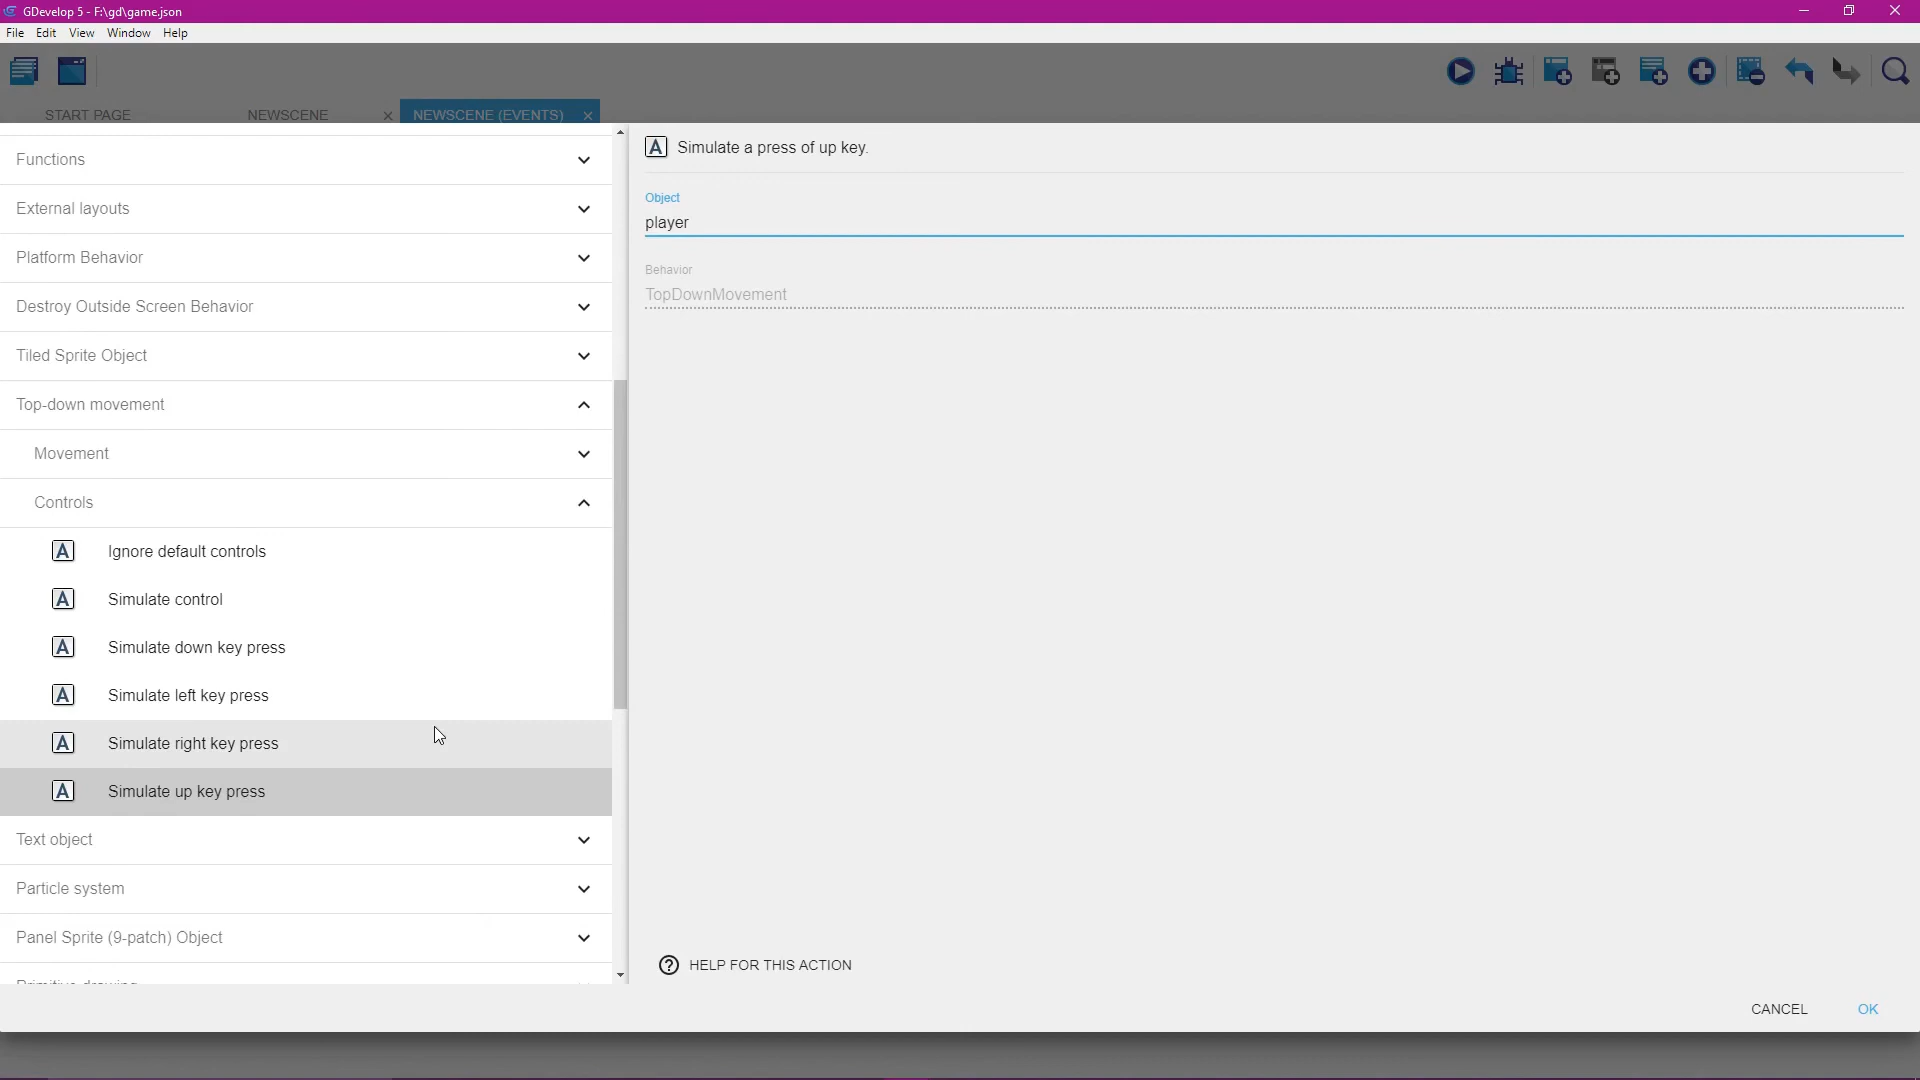 GDevelop 5 - F:\gd\game.json
File Edit View Window Help
START PAGE NEWSCENE NEWSCENE (EVENTS)
Functions
External layouts
Platform Behavior
Destroy Outside Screen Behavior
Tiled Sprite Object
Top-down movement
Movement
Controls
A Ignore default controls
A Simulate control
A Simulate down key press
A Simulate left key press
A Simulate right key press
A Simulate up key press
Text object
Particle system
Panel Sprite (9-patch) Object
Primitive drawing
A Simulate a press of up key.
Object
player
Behavior
TopDownMovement
? HELP FOR THIS ACTION
CANCEL OK